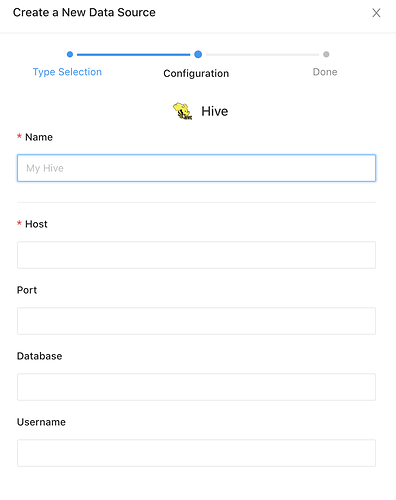 Create a New Data Source
Type Selection
Configuration
Done
Hive
* Name
My Hive
* Host
Port
Database
Username